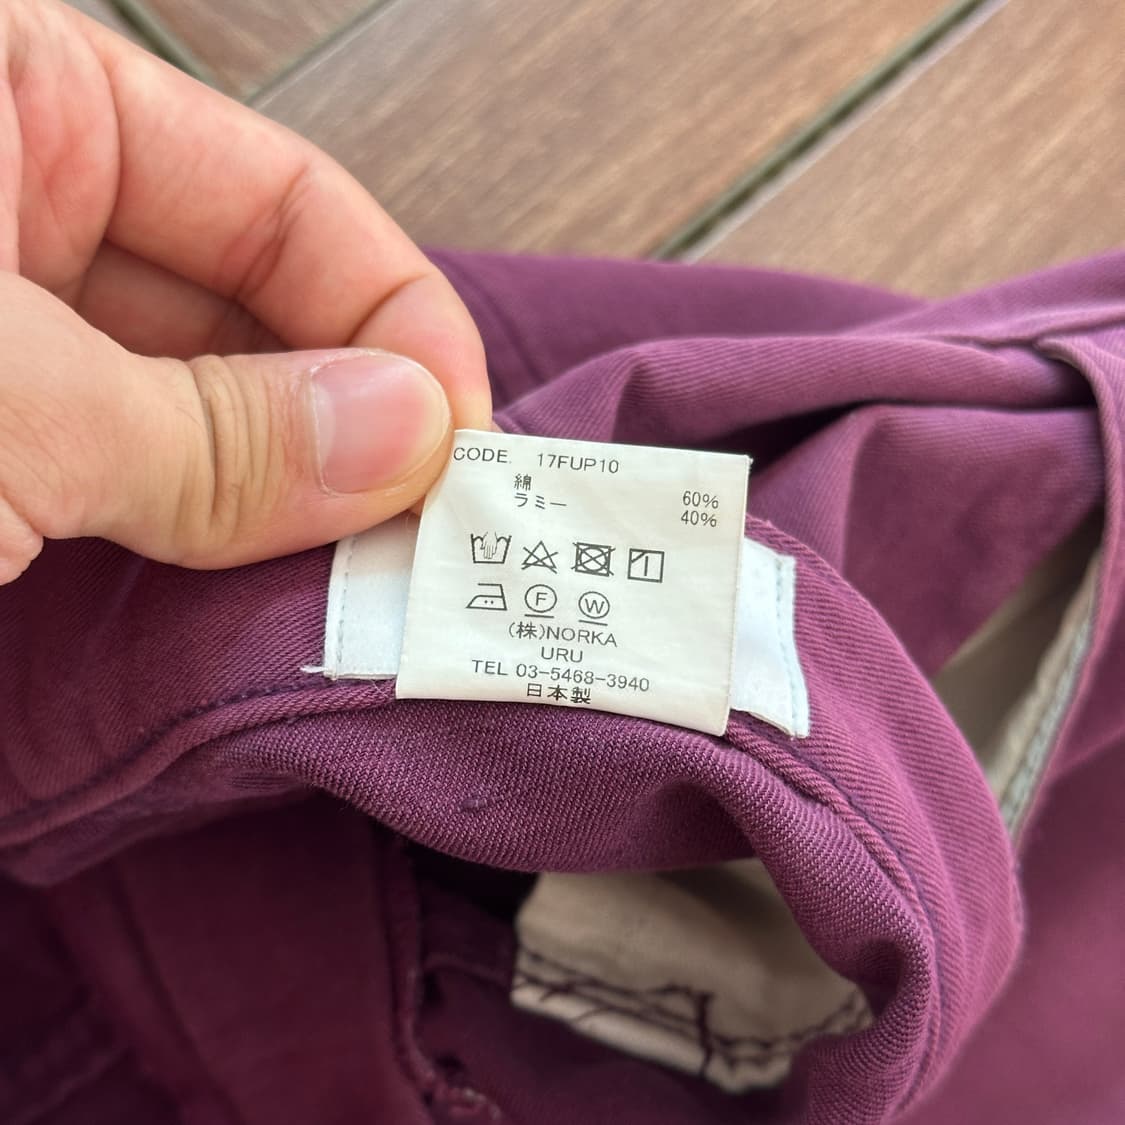 CODE. 17FUP10
綿 60%
ラミー 40%
F W
(株)NORKA
URU
TEL 03-5468-3940
日本製